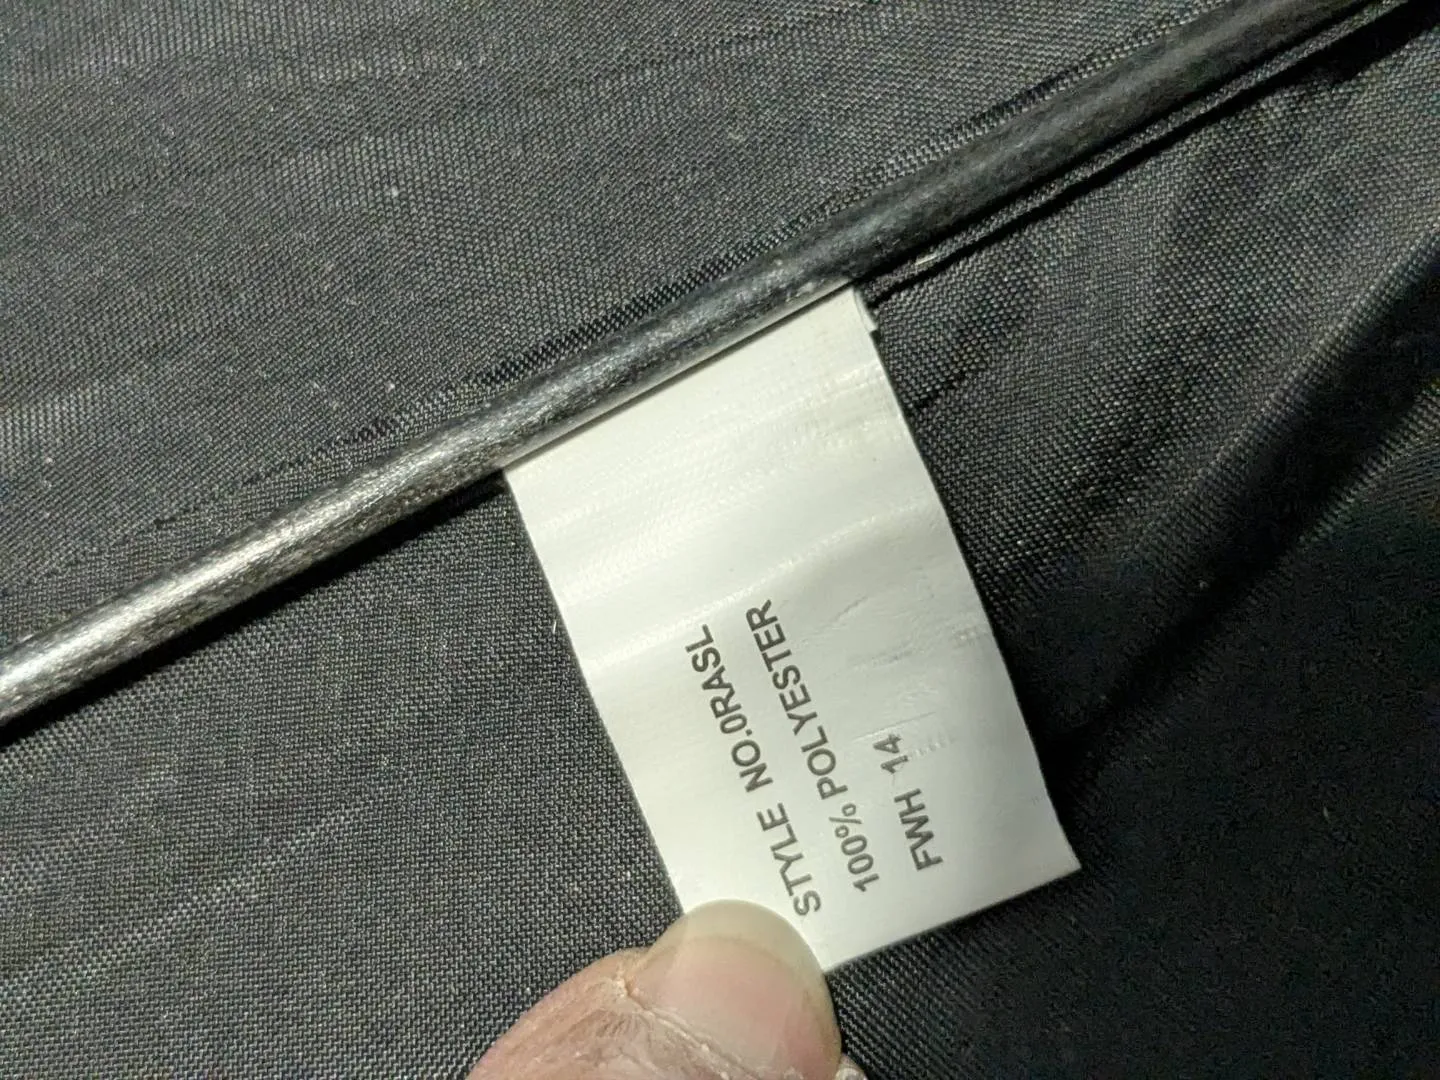 STYLE NO.0RASL
100% POLYESTER
FWH 14